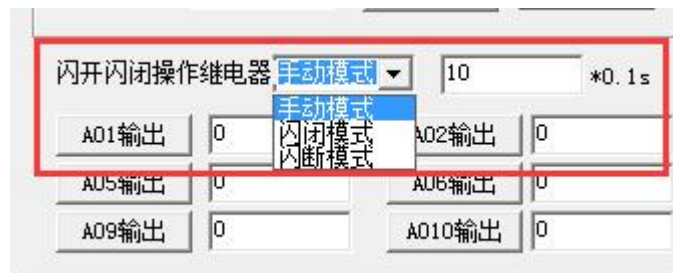 闪开闪闭操作继电器 手动模式 10 *0.1s
手动模式
闪闭模式
闪断模式
A01输出 0 A02输出 0
A05输出 0 A06输出 0
A09输出 0 A010输出 0